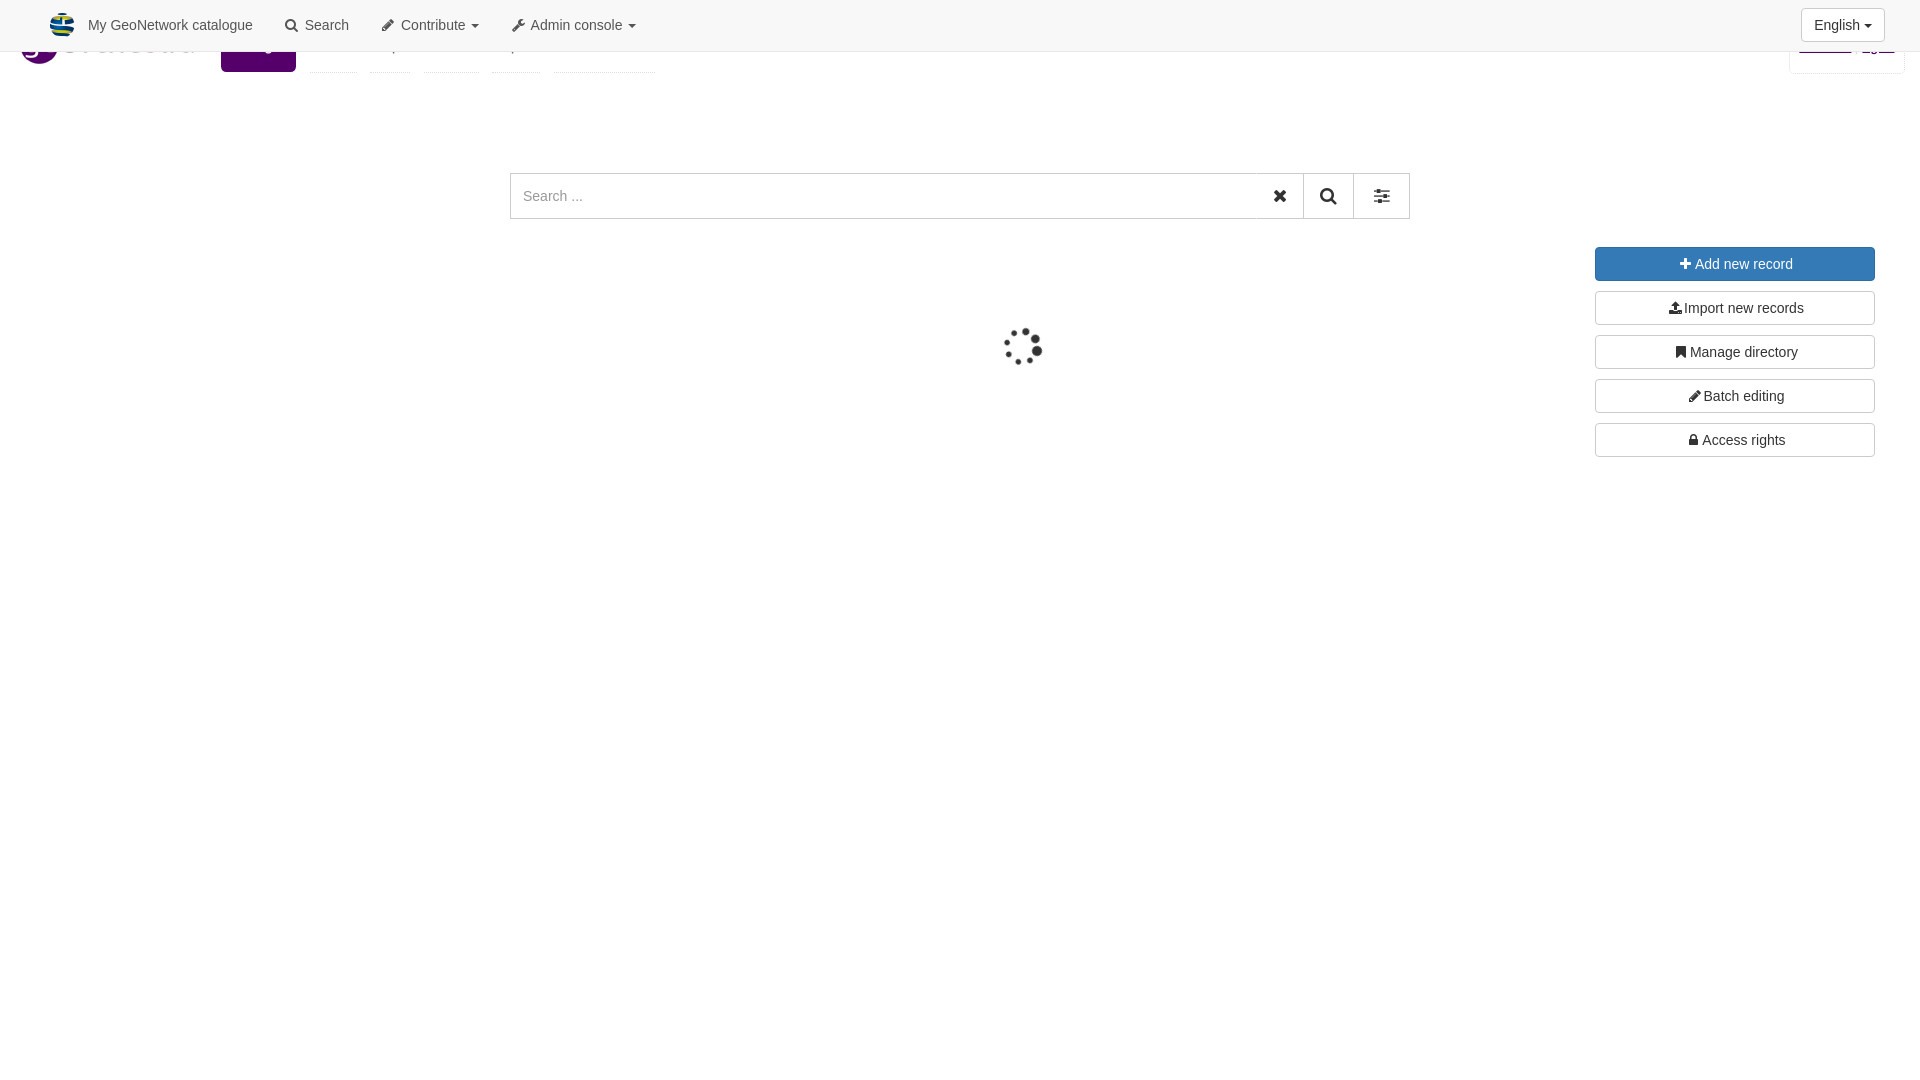 My GeoNetwork catalogue
Search
Contribute
Admin console
English
Search ...
Add new record
Import new records
Manage directory
Batch editing
Access rights